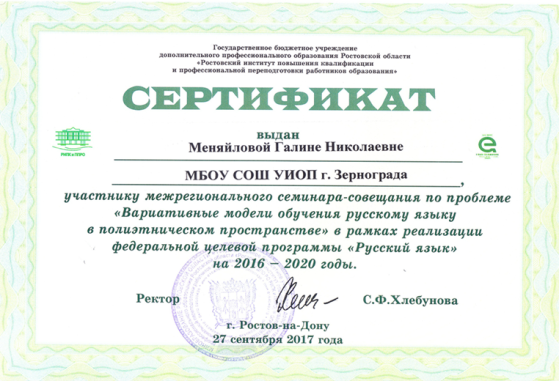 Государственное бюджетное учреждение
дополнительного профессионального образования Ростовской области
«Ростовский институт повышения квалификации
и профессиональной переподготовки работников образования»
СЕРТИФИКАТ
выдан
Меняйловой Галине Николаевне
МБОУ СОШ УИОП г. Зернограда
участнику межрегионального семинара-совещания по проблеме
«Вариативные модели обучения русскому языку
в полиэтническом пространстве» в рамках реализации
федеральной целевой программы «Русский язык»
на 2016 – 2020 годы.
Ректор С.Ф.Хлебунова
г. Ростов-на-Дону
27 сентября 2017 года